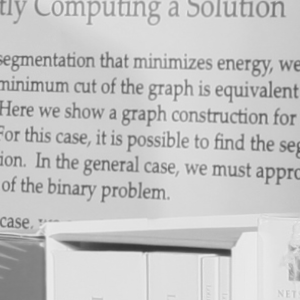 tly Computing a Solution
segmentation that minimizes energy, we
minimum cut of the graph is equivalent
Here we show a graph construction for
For this case, it is possible to find the seg
ion. In the general case, we must appro
of the binary problem.
case,